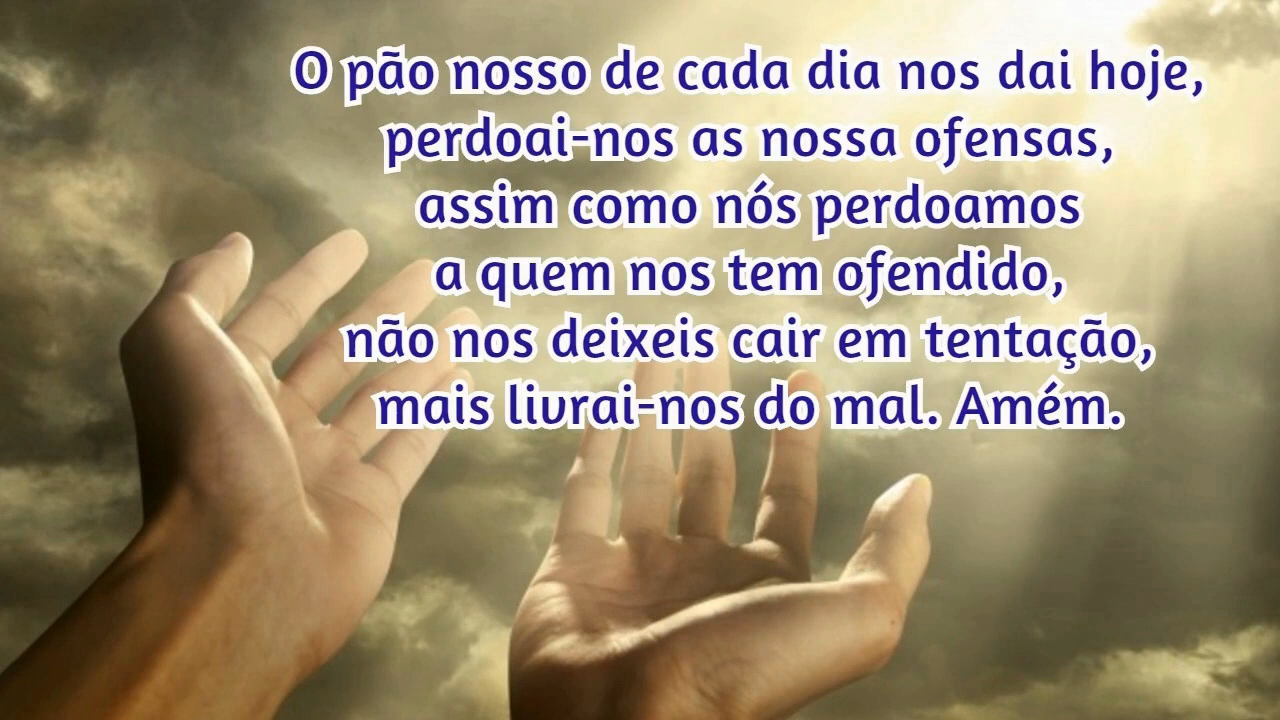 O pão nosso de cada dia nos dai hoje,
perdoai-nos as nossa ofensas,
assim como nós perdoamos
a quem nos tem ofendido,
não nos deixeis cair em tentação,
mais livrai-nos do mal. Amém.